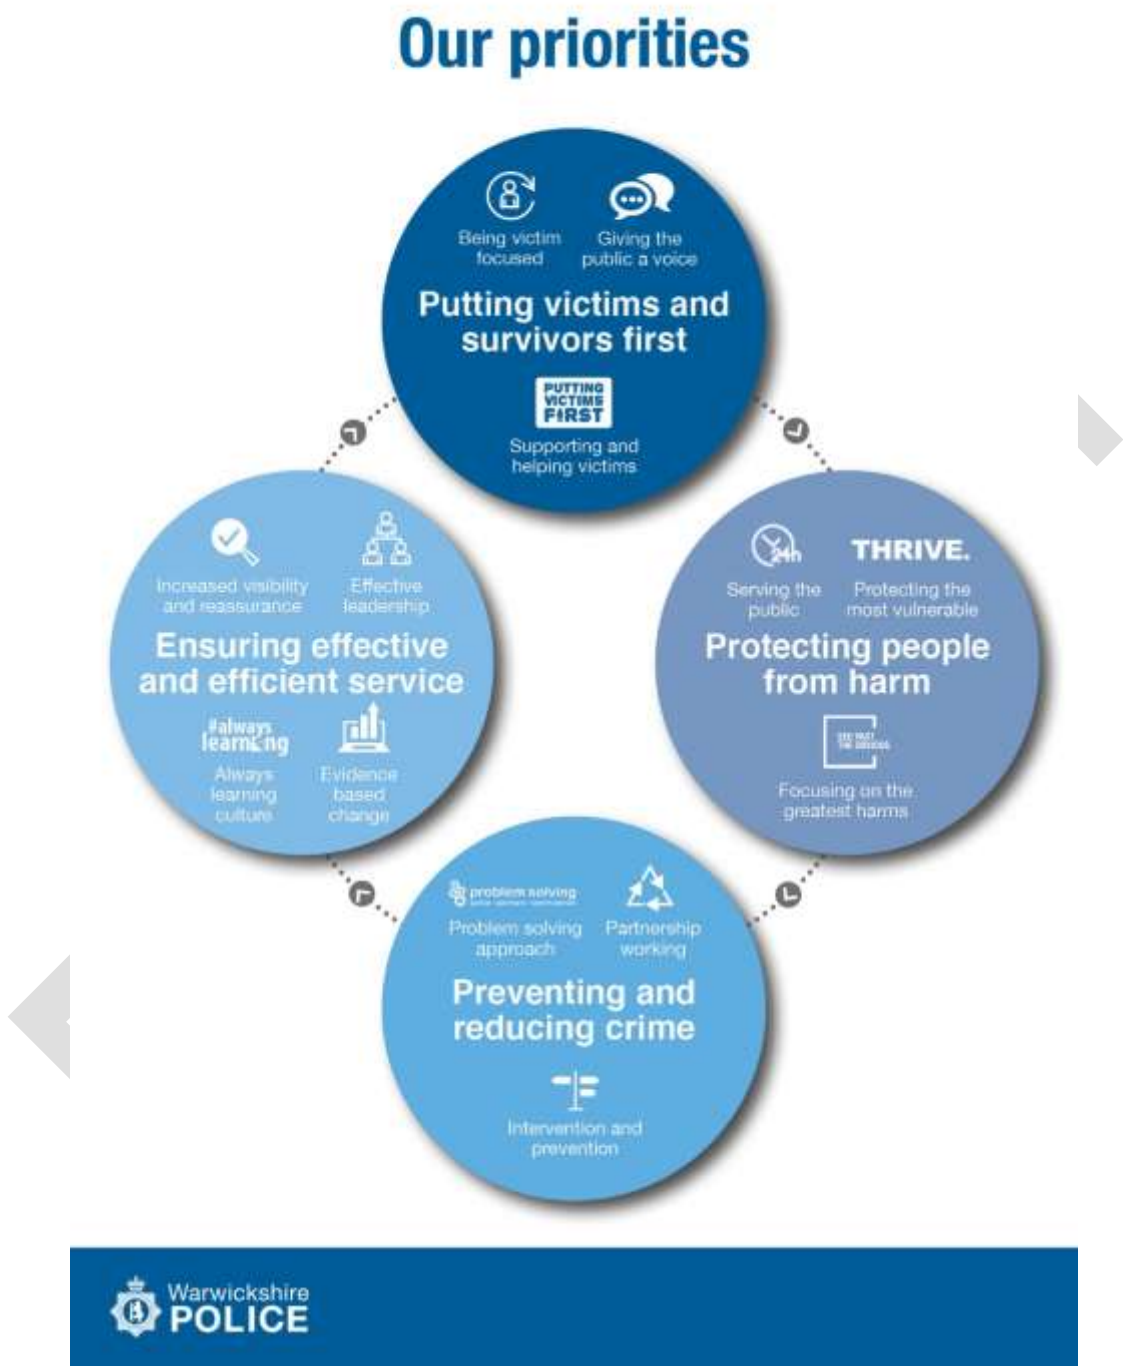 Our priorities
Being victim
focused
Giving the
public a voice
Putting victims and
survivors first
PUTTING
VICTIMS
FIRST
Supporting and
helping victims
24h
Serving the
public
THRIVE.
Protecting the
most vulnerable
Protecting people
from harm
Focusing on the
greatest harms
problem solving
Problem solving
approach
Partnership
working
Preventing and
reducing crime
Intervention and
prevention
Increased visibility
and reassurance
Effective
leadership
Ensuring effective
and efficient service
#always
learning
Always
learning
culture
Evidence
based
change
Warwickshire
POLICE